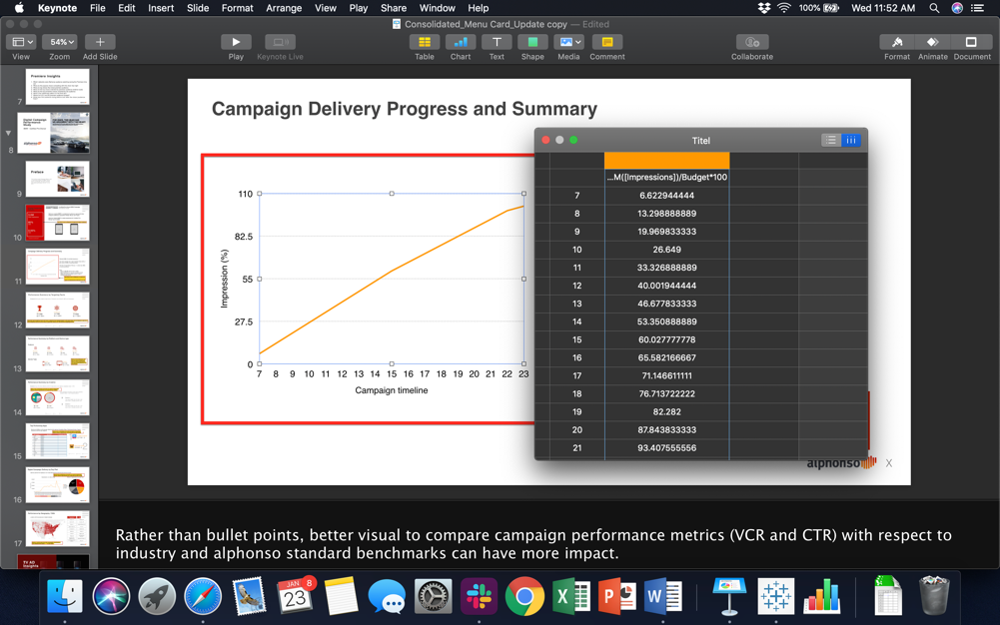 Keynote File Edit Insert Slide Format Arrange View Play Share Window Help 100% Wed 11:52 AM
Consolidated_Menu Card_Update copy — Edited
54%
View Zoom Add Slide Play Keynote Live Table Chart Text Shape Media Comment Collaborate Format Animate Document
Premiere Insights
7
8
Preface
9
10
11
12
13
14
15
16
17
TV AD
Insights
Campaign Delivery Progress and Summary
110
82.5
55
27.5
0
Impression (%)
7 8 9 10 11 12 13 14 15 16 17 18 19 20 21 22 23
Campaign timeline
Titel
...M([Impressions])/Budget*100
7 6.622944444
8 13.298888889
9 19.969833333
10 26.649
11 33.326888889
12 40.001944444
13 46.677833333
14 53.350888889
15 60.027777778
16 65.582166667
17 71.146611111
18 76.713722222
19 82.282
20 87.843833333
21 93.407555556
alphonso X
Rather than bullet points, better visual to compare campaign performance metrics (VCR and CTR) with respect to
industry and alphonso standard benchmarks can have more impact.
JAN 8
23
X P W